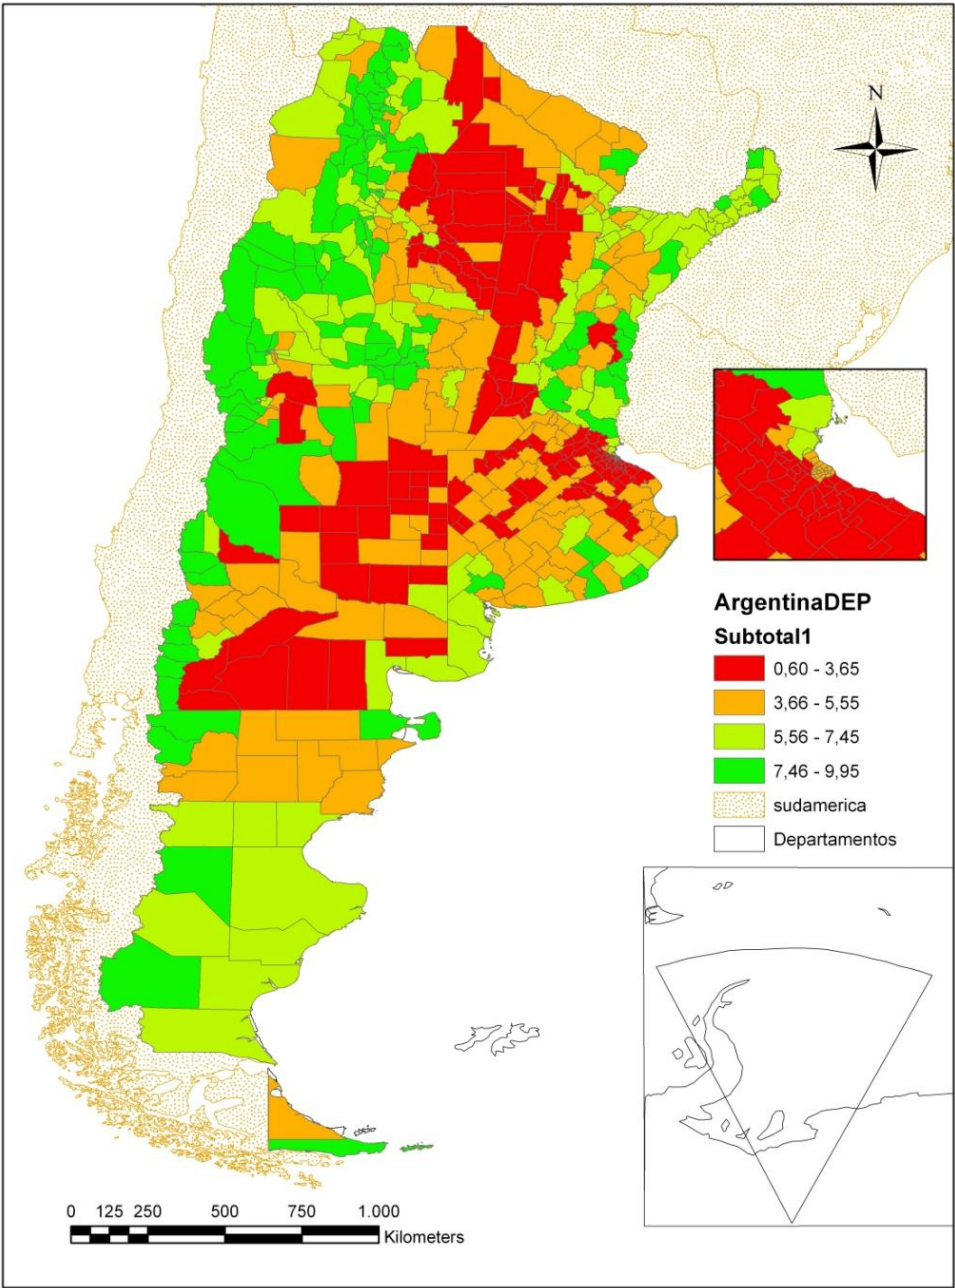 N
ArgentinaDEP
Subtotal1
0,60 - 3,65
3,66 - 5,55
5,56 - 7,45
7,46 - 9,95
sudamerica
Departamentos
0 125 250 500 750 1.000
Kilometers